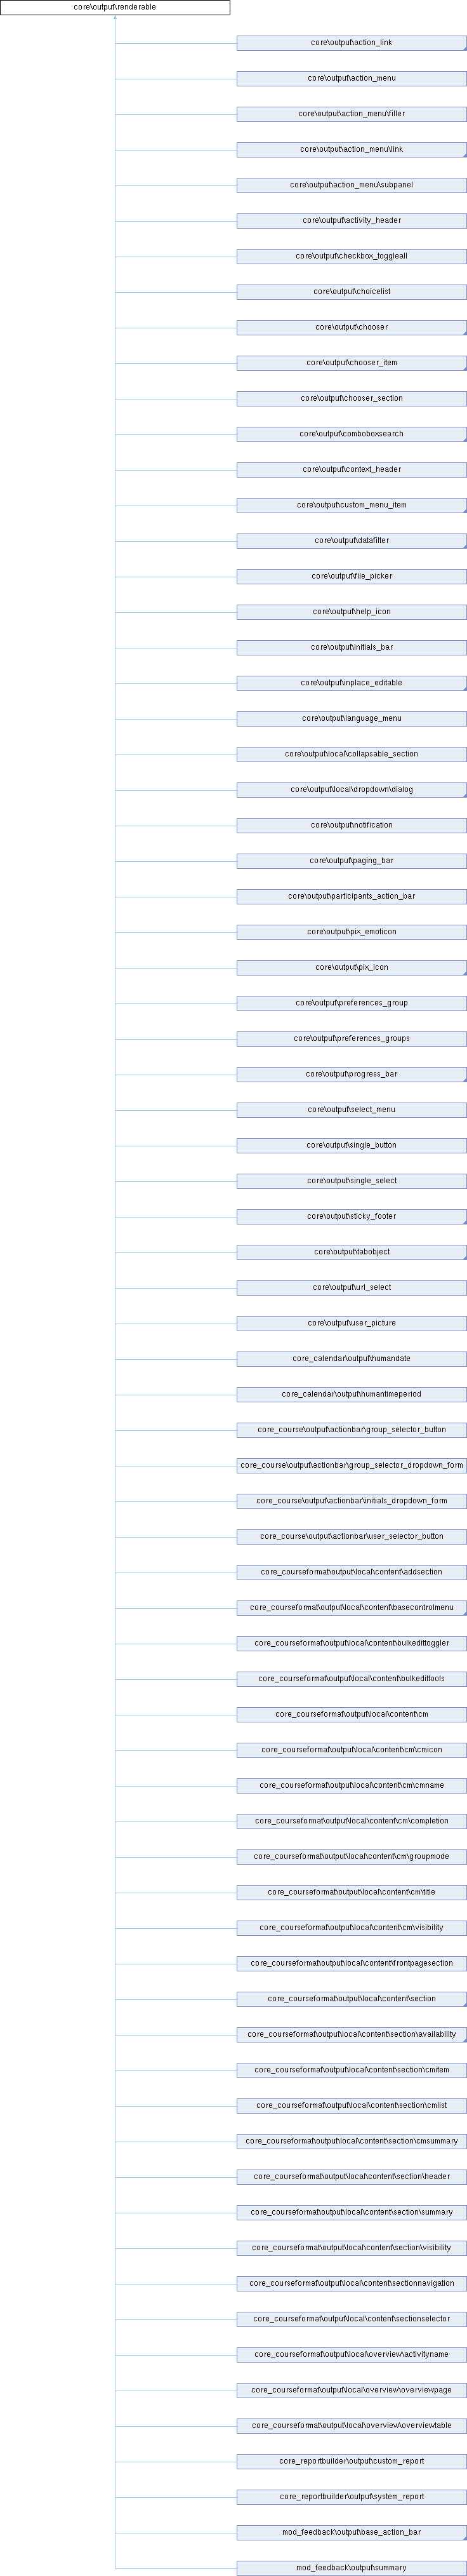 core\output\renderable
core\output\action_link
core\output\action_menu
core\output\action_menu\filler
core\output\action_menu\link
core\output\action_menu\subpanel
core\output\activity_header
core\output\checkbox_toggleall
core\output\choicelist
core\output\chooser
core\output\chooser_item
core\output\chooser_section
core\output\comboboxsearch
core\output\context_header
core\output\custom_menu_item
core\output\datafilter
core\output\file_picker
core\output\help_icon
core\output\initials_bar
core\output\inplace_editable
core\output\language_menu
core\output\local\collapsable_section
core\output\local\dropdown\dialog
core\output\notification
core\output\paging_bar
core\output\participants_action_bar
core\output\pix_emoticon
core\output\pix_icon
core\output\preferences_group
core\output\preferences_groups
core\output\progress_bar
core\output\select_menu
core\output\single_button
core\output\single_select
core\output\sticky_footer
core\output\tabobject
core\output\url_select
core\output\user_picture
core_calendar\output\humandate
core_calendar\output\humantimeperiod
core_course\output\actionbar\group_selector_button
core_course\output\actionbar\group_selector_dropdown_form
core_course\output\actionbar\initials_dropdown_form
core_course\output\actionbar\user_selector_button
core_courseformat\output\local\content\addsection
core_courseformat\output\local\content\basecontrolmenu
core_courseformat\output\local\content\bulkedittoggler
core_courseformat\output\local\content\bulkedittools
core_courseformat\output\local\content\cm
core_courseformat\output\local\content\cm\cmicon
core_courseformat\output\local\content\cm\cmname
core_courseformat\output\local\content\cm\completion
core_courseformat\output\local\content\cm\groupmode
core_courseformat\output\local\content\cm\title
core_courseformat\output\local\content\cm\visibility
core_courseformat\output\local\content\frontpagesection
core_courseformat\output\local\content\section
core_courseformat\output\local\content\section\availability
core_courseformat\output\local\content\section\cmitem
core_courseformat\output\local\content\section\cmlist
core_courseformat\output\local\content\section\cmsummary
core_courseformat\output\local\content\section\header
core_courseformat\output\local\content\section\summary
core_courseformat\output\local\content\section\visibility
core_courseformat\output\local\content\sectionnavigation
core_courseformat\output\local\content\sectionselector
core_courseformat\output\local\overview\activityname
core_courseformat\output\local\overview\overviewpage
core_courseformat\output\local\overview\overviewtable
core_reportbuilder\output\custom_report
core_reportbuilder\output\system_report
mod_feedback\output\base_action_bar
mod_feedback\output\summary